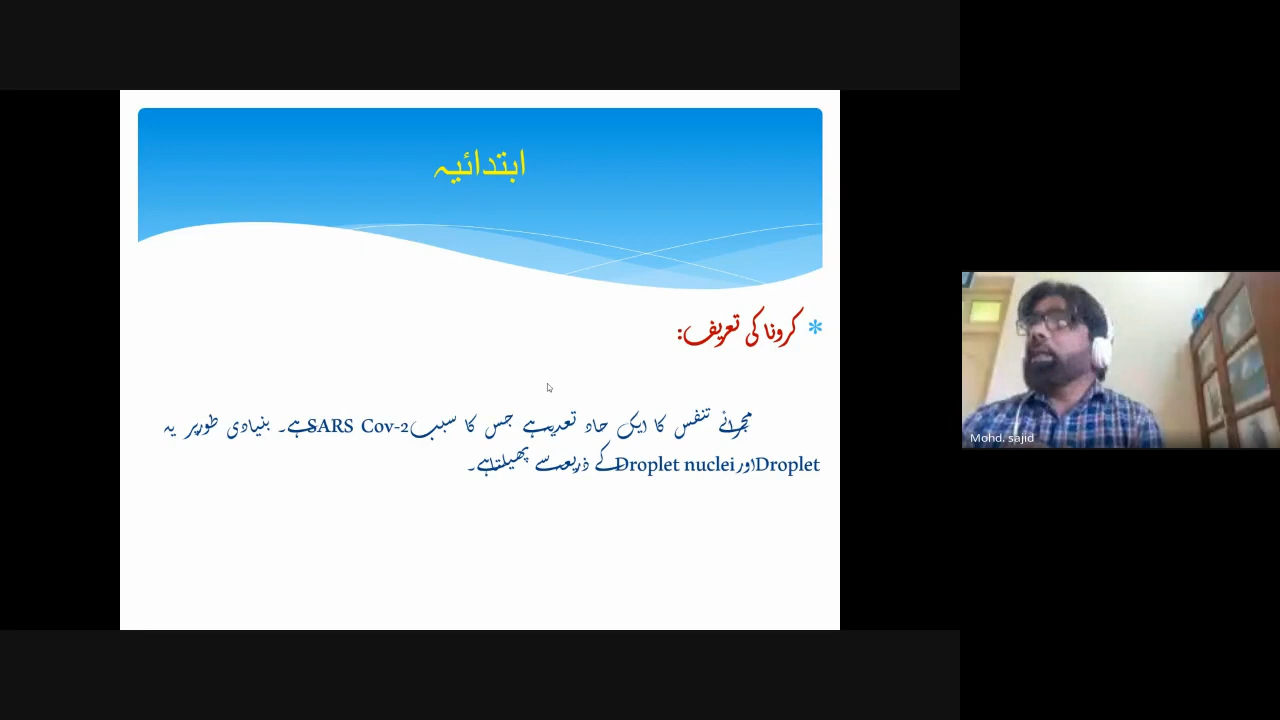 ابتدائیہ
* کرونا کی تعریف:
مجرائے تنفس کا ایک حاد تعدیہ ہے جس کا سبب SARS Cov-2 ہے۔ بنیادی طور پر یہ
Droplet اور Droplet nuclei کے ذریعہ سے پھیلتا ہے۔
Mohd. sajid